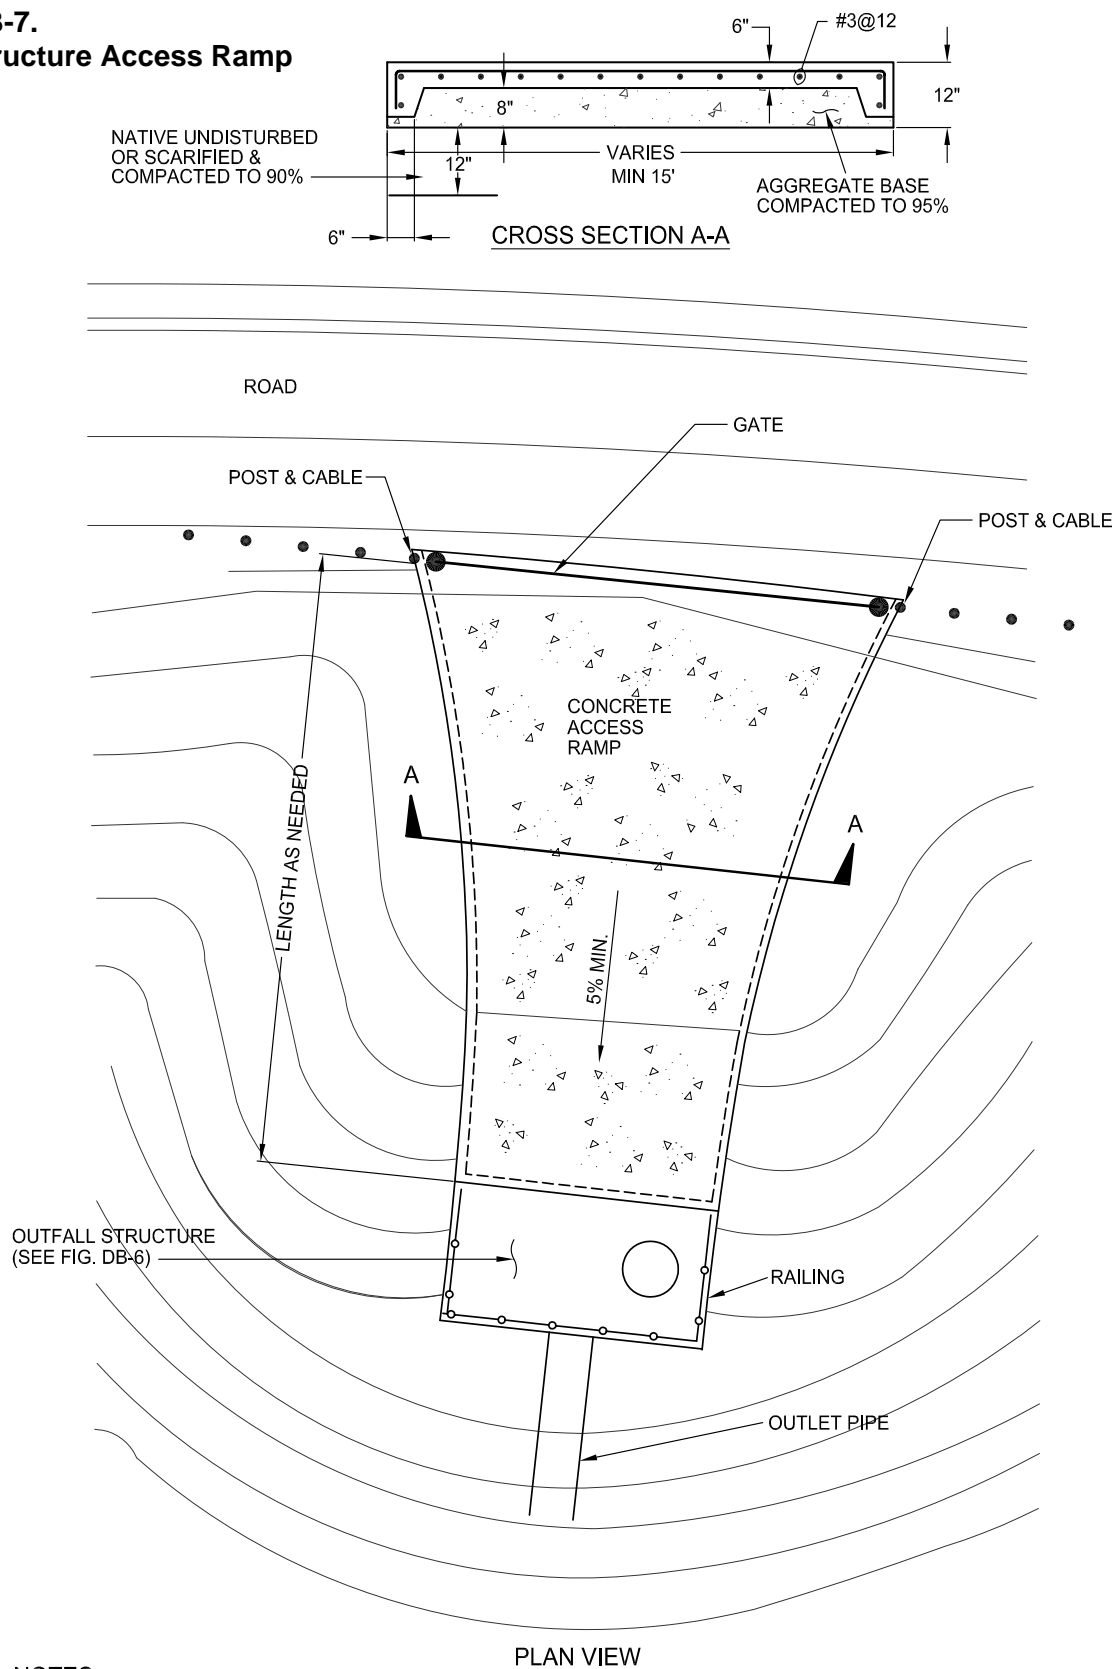 ructure Access Ramp
6"
#3@12
12"
8"
NATIVE UNDISTURBED
OR SCARIFIED &
COMPACTED TO 90%
12"
VARIES
MIN 15'
AGGREGATE BASE
COMPACTED TO 95%
6"
CROSS SECTION A-A
ROAD
GATE
POST & CABLE
POST & CABLE
CONCRETE
ACCESS
RAMP
A
A
LENGTH AS NEEDED
5% MIN.
OUTFALL STRUCTURE
(SEE FIG. DB-6)
RAILING
OUTLET PIPE
PLAN VIEW